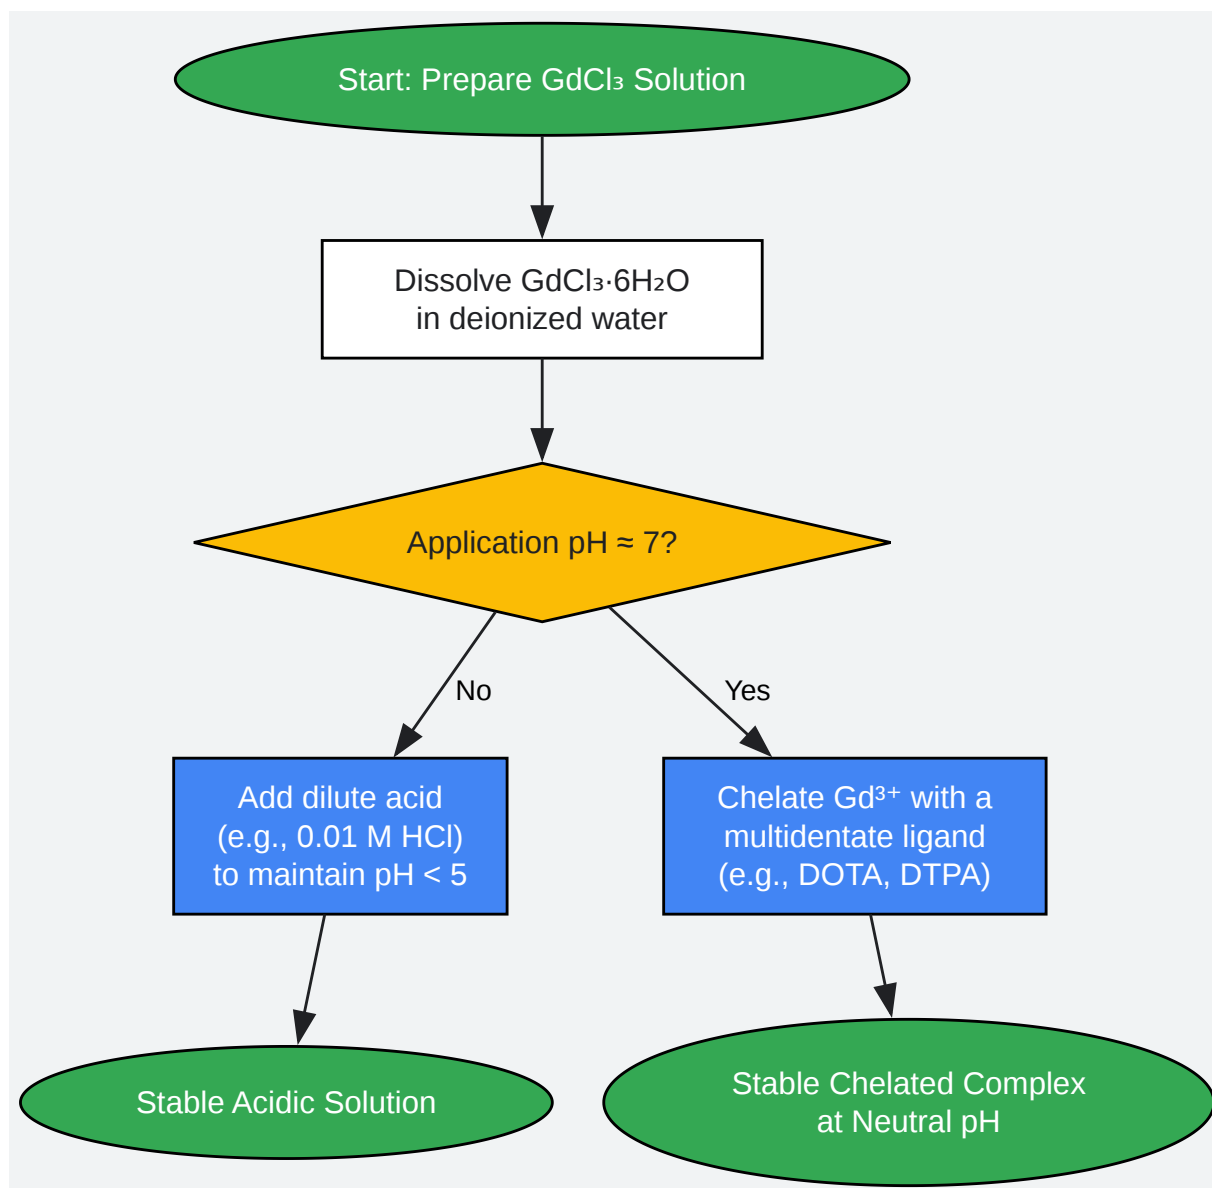 Start: Prepare GdCl₃ Solution
Dissolve GdCl₃·6H₂O
in deionized water
Application pH ≈ 7?
No
Yes
Add dilute acid
(e.g., 0.01 M HCl)
to maintain pH < 5
Chelate Gd³⁺ with a
multidentate ligand
(e.g., DOTA, DTPA)
Stable Acidic Solution
Stable Chelated Complex
at Neutral pH